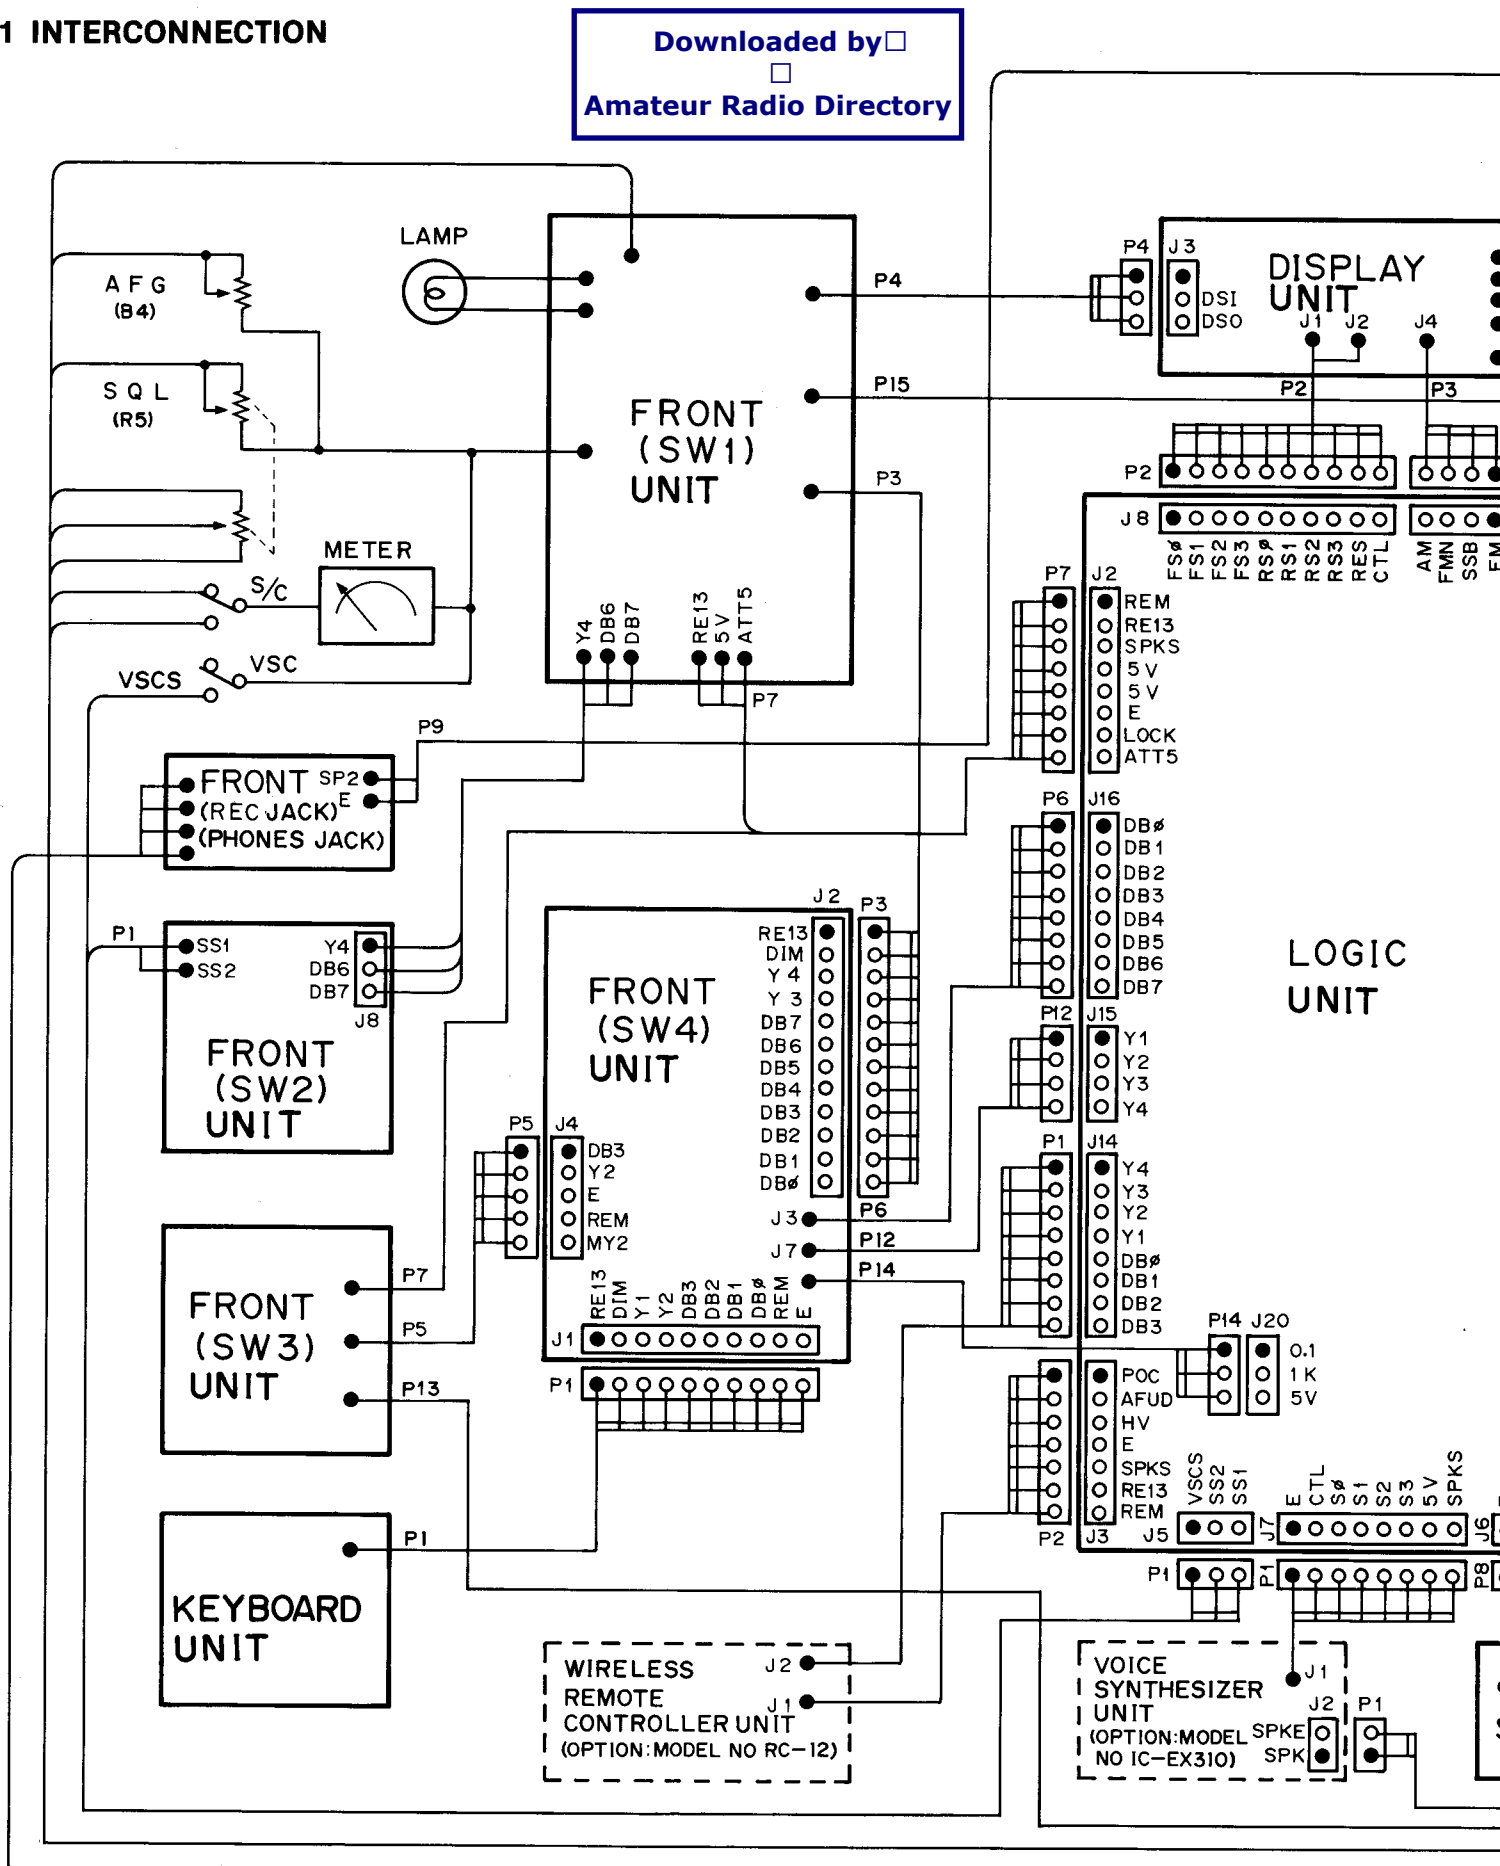 1 INTERCONNECTION
Downloaded by□
□
Amateur Radio Directory
LAMP
AFG
(B4)
SQL
(R5)
METER
S/C
VSC
VSCS
FRONT
(SW1)
UNIT
P4
P15
P3
Y4
DB6
DB7
RE13
5V
ATT5
P7
P9
P4
J3
DSI
DSO
DISPLAY
UNIT
J1
J2
J4
P2
P3
P2
J8
FSØ
FS1
FS2
FS3
RSØ
RS1
RS2
RS3
RES
CTL
AM
FMN
SSB
FM
P7
J2
REM
RE13
SPKS
5V
5V
E
LOCK
ATT5
P6
J16
DBØ
DB1
DB2
DB3
DB4
DB5
DB6
DB7
P12
J15
Y1
Y2
Y3
Y4
P1
J14
Y4
Y3
Y2
Y1
DBØ
DB1
DB2
DB3
LOGIC
UNIT
P14
J20
0.1
1K
5V
POC
AFUD
HV
E
SPKS
RE13
REM
P2
J3
J5
VSCS
SS2
SS1
J7
E
CTL
SØ
S1
S2
S3
5V
SPKS
J6
P1
P1
P8
FRONT
(REC JACK)
(PHONES JACK)
SP2
E
P1
SS1
SS2
Y4
DB6
DB7
J8
FRONT
(SW2)
UNIT
FRONT
(SW4)
UNIT
J2
P3
RE13
DIM
Y4
Y3
DB7
DB6
DB5
DB4
DB3
DB2
DB1
DBØ
J3
P6
J7
P12
P14
P5
J4
DB3
Y2
E
REM
MY2
RE13
DIM
Y1
Y2
DB3
DB2
DB1
DBØ
REM
E
J1
P1
FRONT
(SW3)
UNIT
P7
P5
P13
KEYBOARD
UNIT
P1
WIRELESS
REMOTE
CONTROLLER UNIT
(OPTION:MODEL NO RC-12)
J2
J1
VOICE
SYNTHESIZER
UNIT
(OPTION:MODEL
NO IC-EX310)
J1
J2
P1
SPKE
SPK